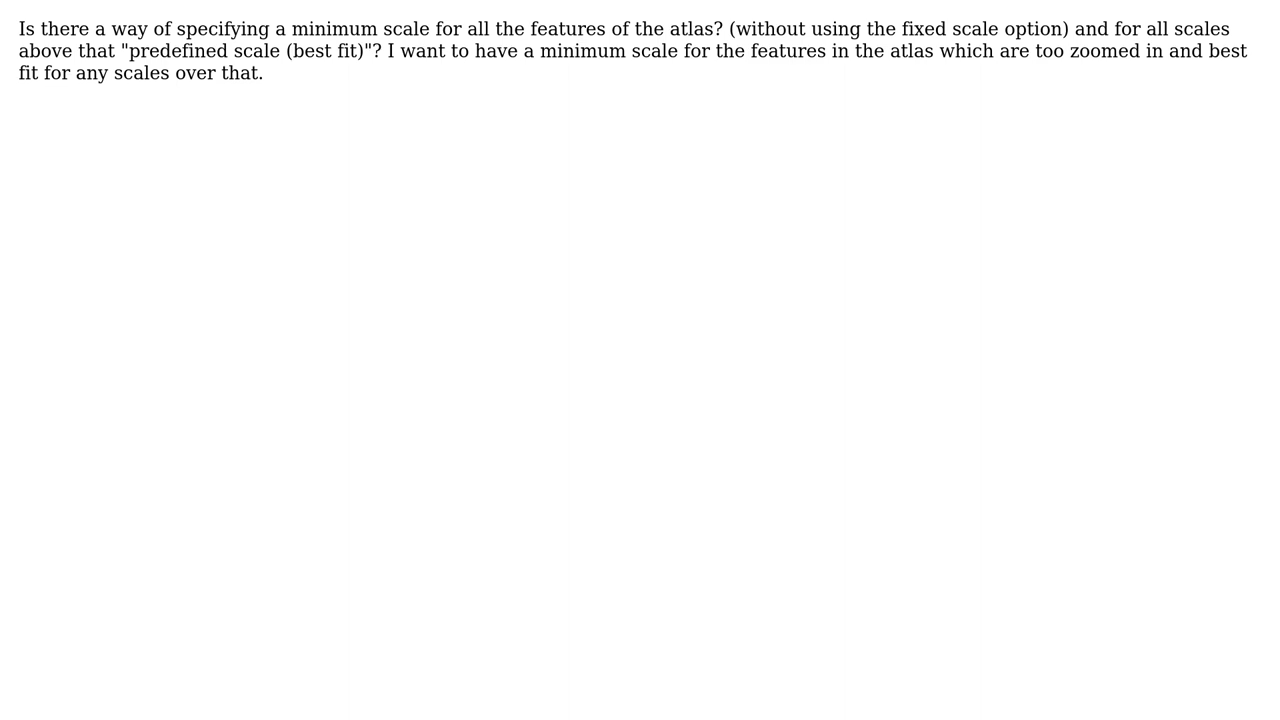 Is there a way of specifying a minimum scale for all the features of the atlas? (without using the fixed scale option) and for all scales
above that "predefined scale (best fit)"? I want to have a minimum scale for the features in the atlas which are too zoomed in and best
fit for any scales over that.